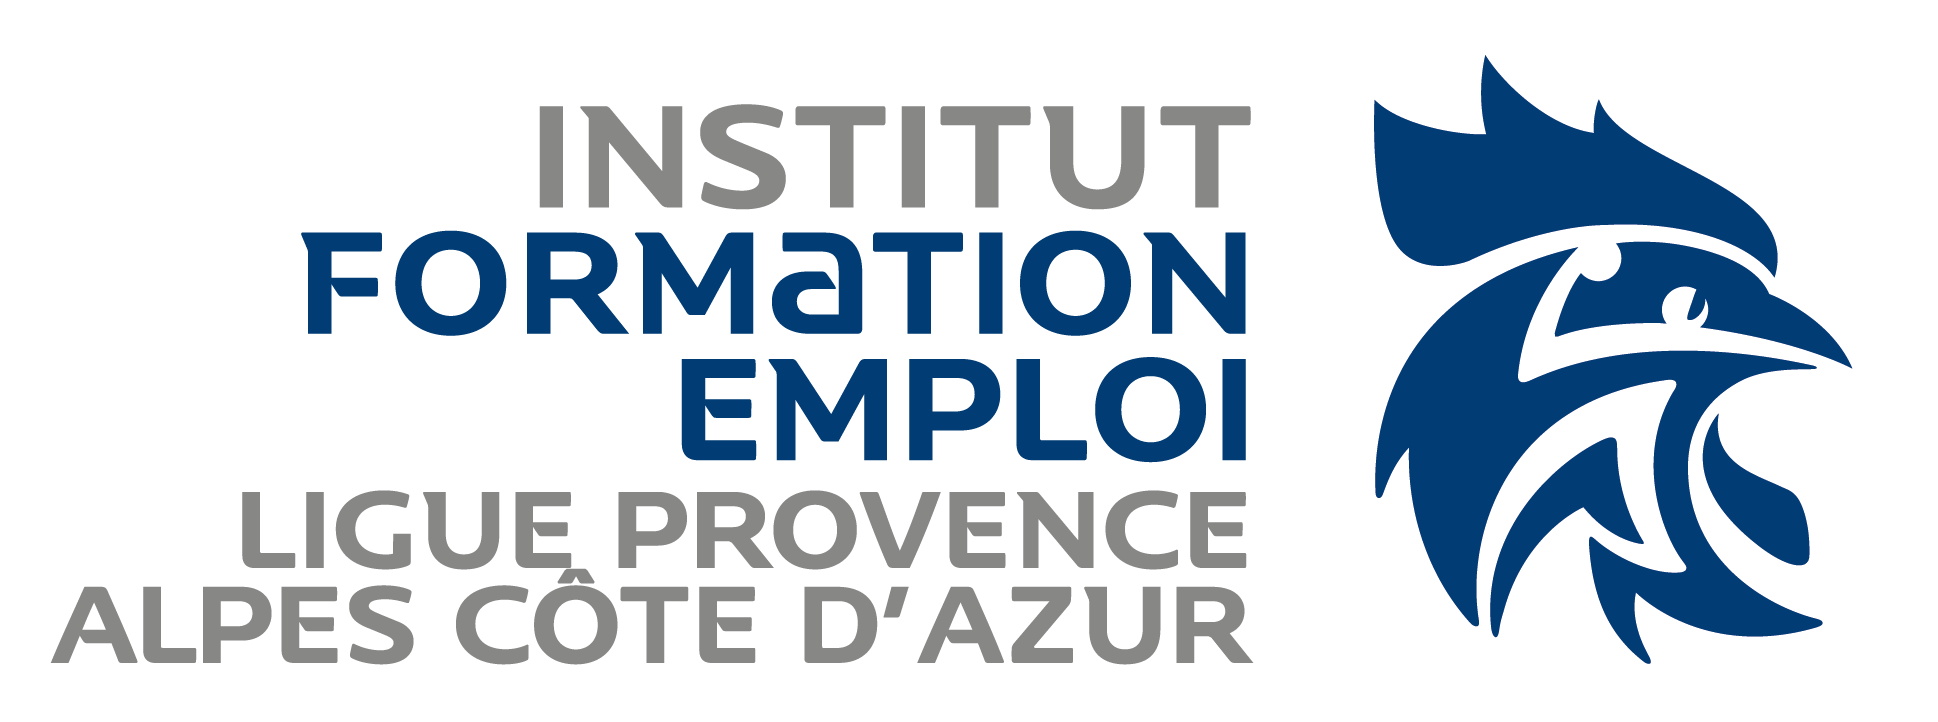 INSTITUT
FORMaTION
EMPLOI
LIGUE PROVENCE
ALPES CÔTE D'AZUR